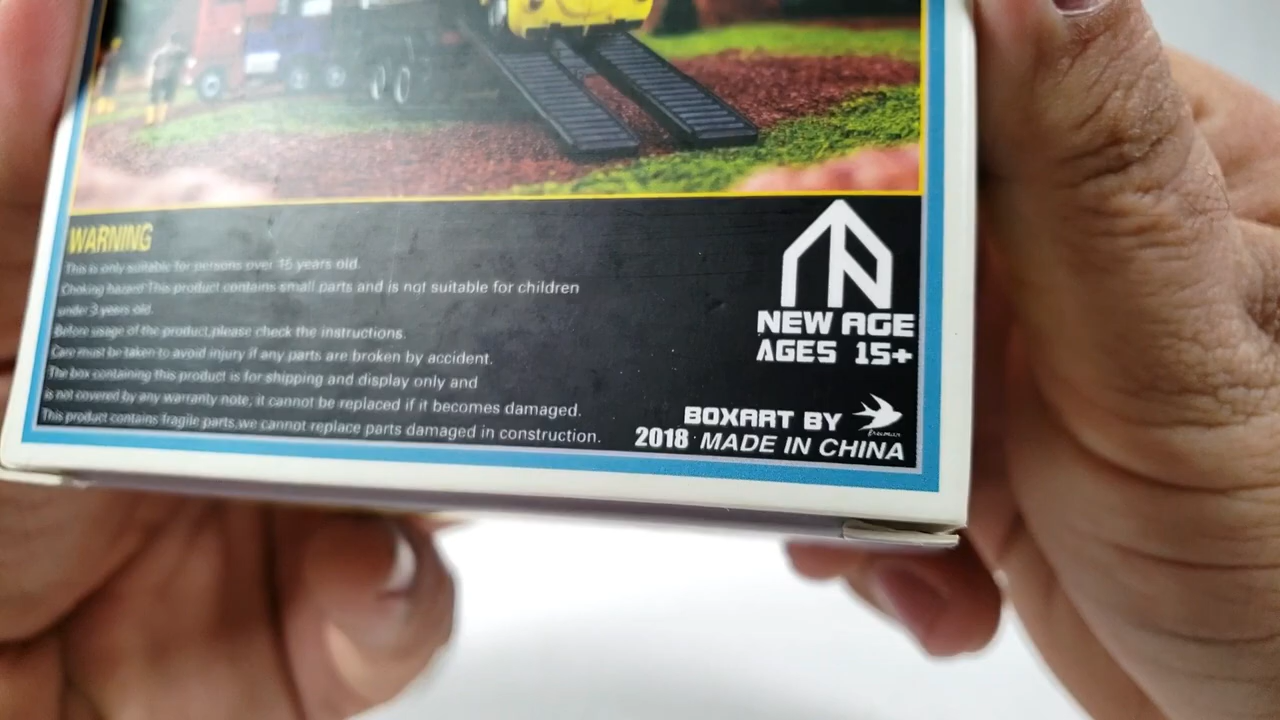 WARNING
This is only suitable for persons over 15 years old.
Choking hazard This product contains small parts and is not suitable for children
under 3 years old.
Before usage of the product,please check the instructions.
Care must be taken to avoid injury if any parts are broken by accident.
The box containing this product is for shipping and display only and
is not covered by any warranty note; it cannot be replaced if it becomes damaged.
This product contains fragile parts,we cannot replace parts damaged in construction.
NEW AGE
AGES 15+
BOXART BY
2018 MADE IN CHINA